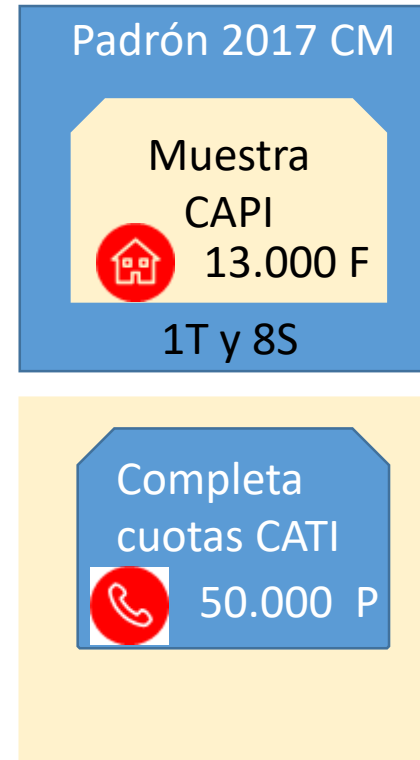 Padrón 2017 CM
Muestra
CAPI
13.000 F
1T y 8S
Completa
cuotas CATI
50.000 P